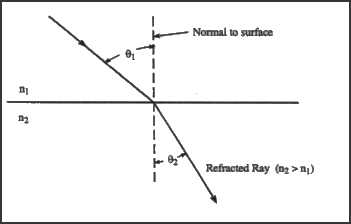 Normal to surface
θ₁
n₁
n₂
θ₂
Refracted Ray (n₂ > n₁)